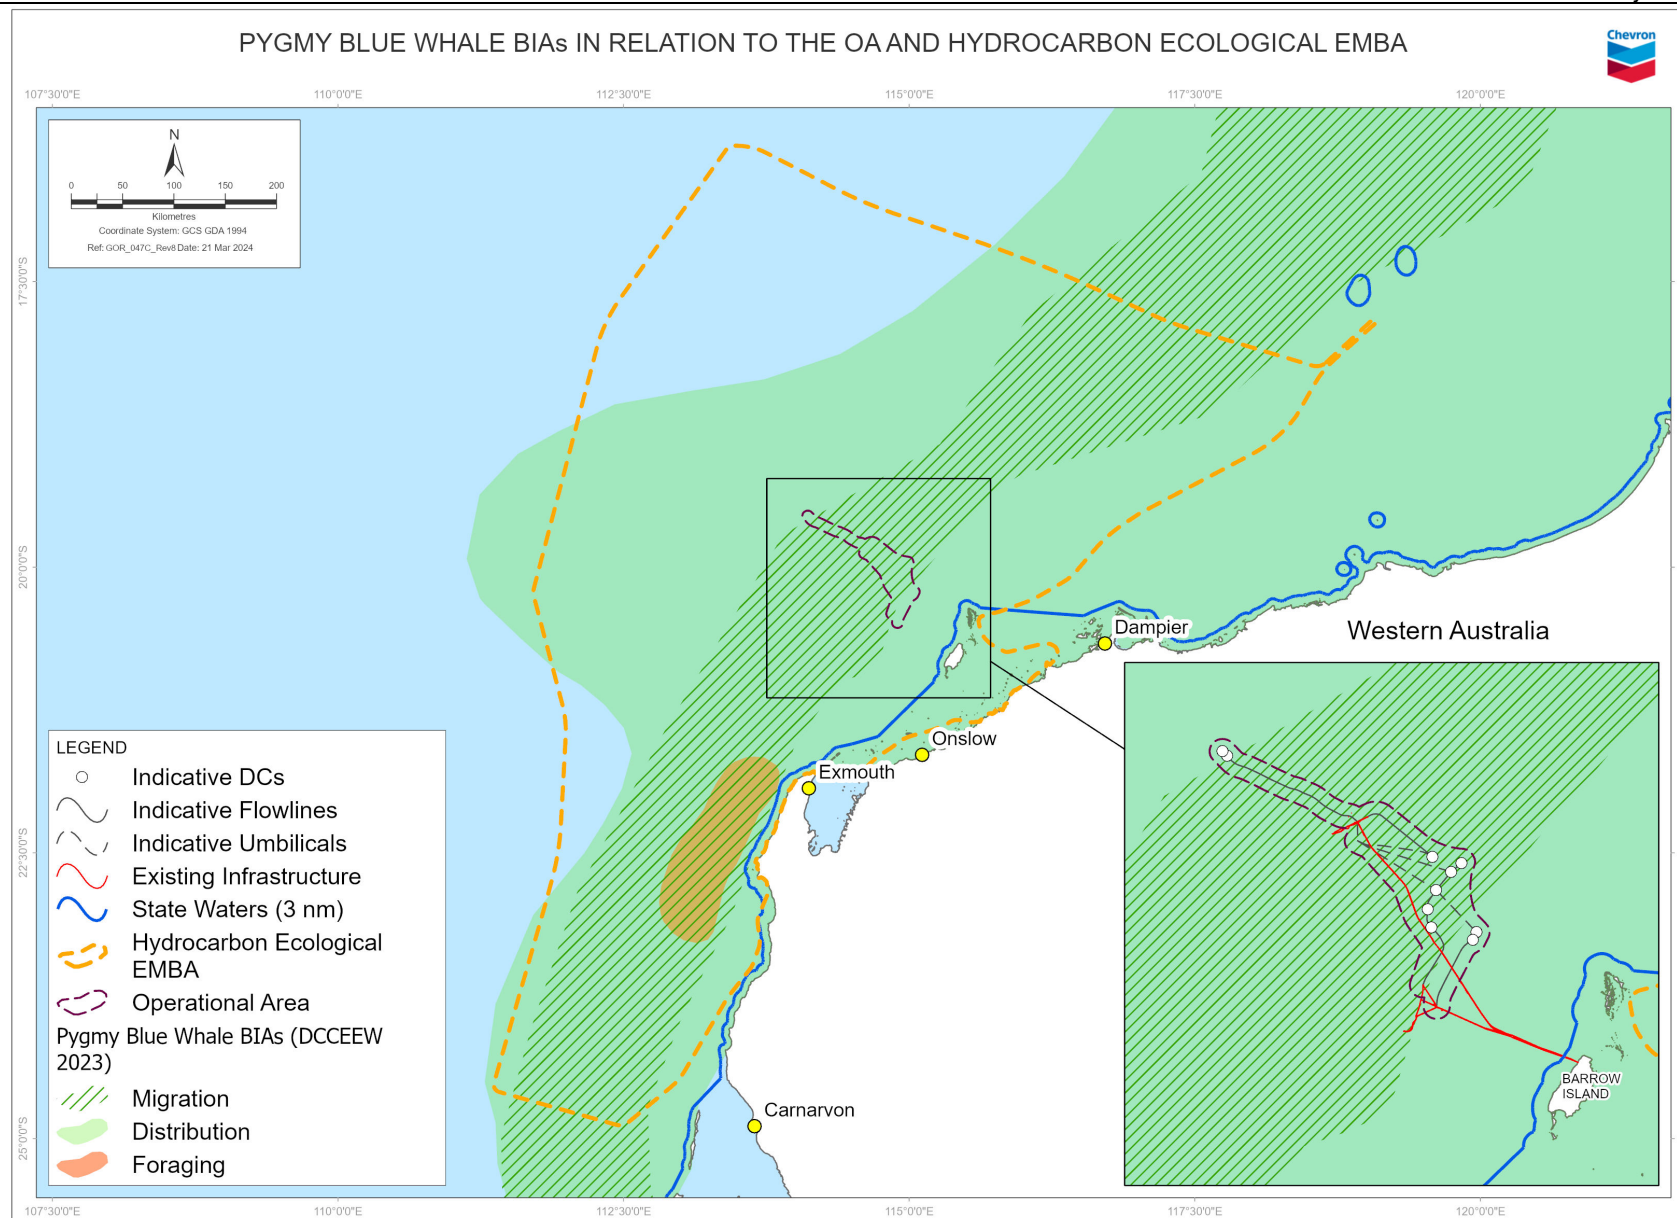 PYGMY BLUE WHALE BIAs IN RELATION TO THE OA AND HYDROCARBON ECOLOGICAL EMBA
Chevron
107°30'0"E
110°0'0"E
112°30'0"E
115°0'0"E
117°30'0"E
120°0'0"E
N
0 50 100 150 200
Kilometres
Coordinate System: GCS GDA 1994
Ref: GOR_047C_Rev8 Date: 21 Mar 2024
17°30'0"S
20°0'0"S
22°30'0"S
25°0'0"S
Dampier
Western Australia
Onslow
Exmouth
Carnarvon
BARROW
ISLAND
LEGEND
Indicative DCs
Indicative Flowlines
Indicative Umbilicals
Existing Infrastructure
State Waters (3 nm)
Hydrocarbon Ecological
EMBA
Operational Area
Pygmy Blue Whale BIAs (DCCEEW
2023)
Migration
Distribution
Foraging
107°30'0"E
110°0'0"E
112°30'0"E
115°0'0"E
117°30'0"E
120°0'0"E